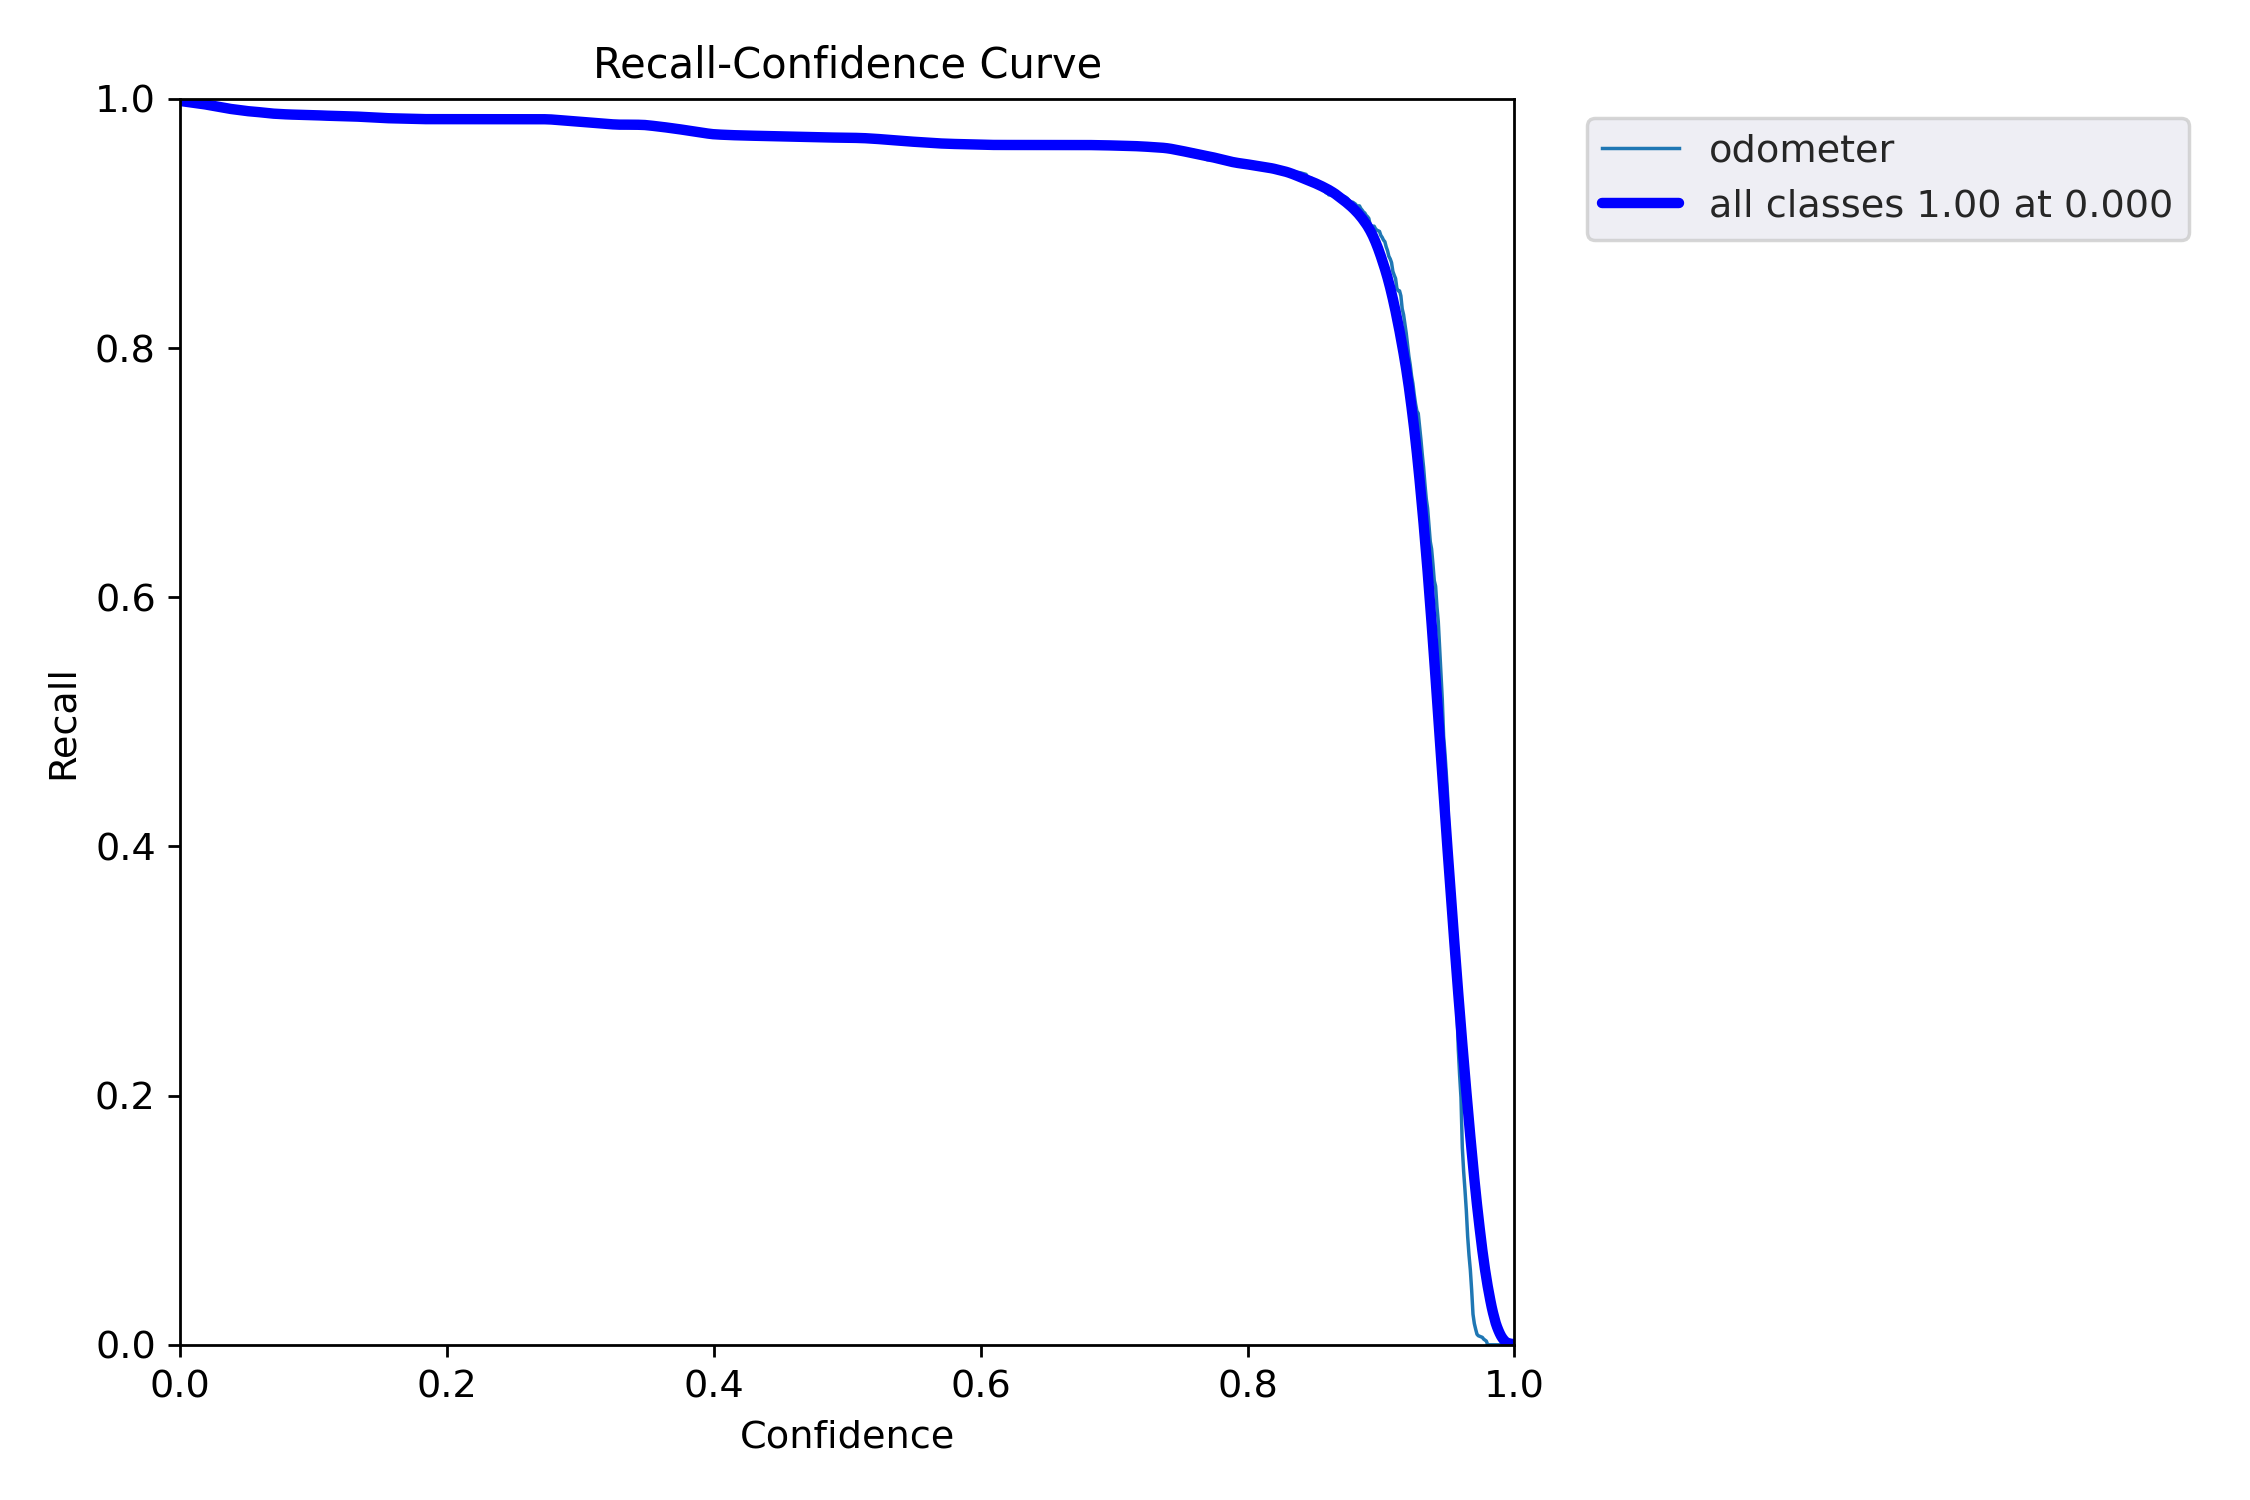 Recall-Confidence Curve
1.0
0.8
0.6
0.4
0.2
0.0
Recall
0.0 0.2 0.4 0.6 0.8 1.0
Confidence
odometer
all classes 1.00 at 0.000